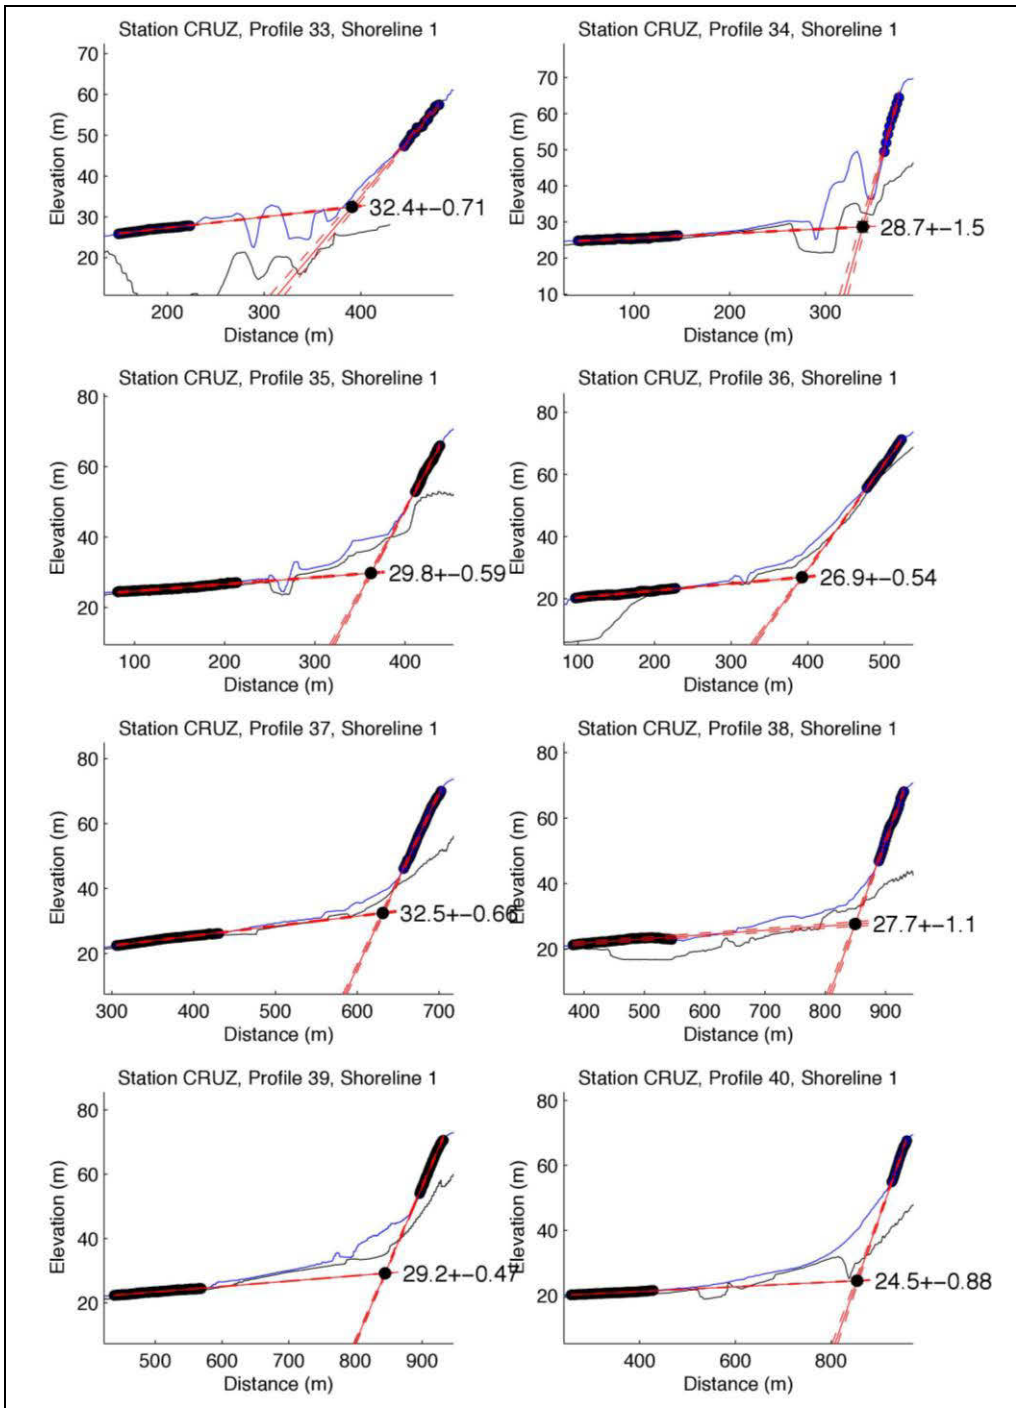 Station CRUZ, Profile 33, Shoreline 1
70
60
50
40
30
20
Elevation (m)
32.4+-0.71
200 300 400
Distance (m)
Station CRUZ, Profile 34, Shoreline 1
70
60
50
40
30
20
10
Elevation (m)
28.7+-1.5
100 200 300
Distance (m)
Station CRUZ, Profile 35, Shoreline 1
80
60
40
20
Elevation (m)
29.8+-0.59
100 200 300 400
Distance (m)
Station CRUZ, Profile 36, Shoreline 1
80
60
40
20
Elevation (m)
26.9+-0.54
100 200 300 400 500
Distance (m)
Station CRUZ, Profile 37, Shoreline 1
80
60
40
20
Elevation (m)
32.5+-0.66
300 400 500 600 700
Distance (m)
Station CRUZ, Profile 38, Shoreline 1
80
60
40
20
Elevation (m)
27.7+-1.1
400 500 600 700 800 900
Distance (m)
Station CRUZ, Profile 39, Shoreline 1
80
60
40
20
Elevation (m)
29.2+-0.47
500 600 700 800 900
Distance (m)
Station CRUZ, Profile 40, Shoreline 1
80
60
40
20
Elevation (m)
24.5+-0.88
400 600 800
Distance (m)